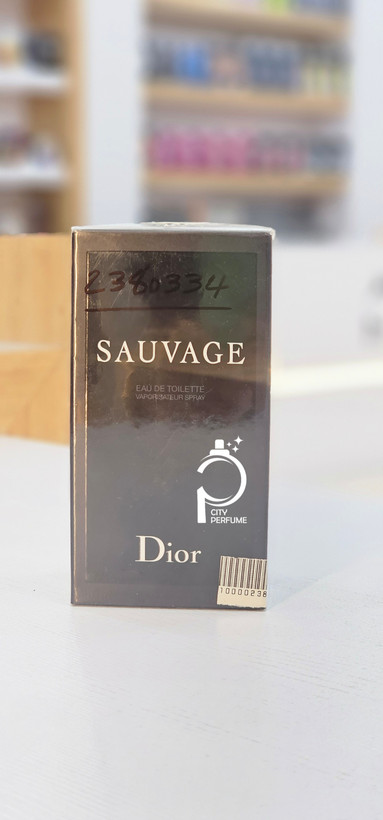 2380334
SAUVAGE
EAU DE TOILETTE
VAPORISATEUR SPRAY
CITY
PERFUME
Dior
10000238